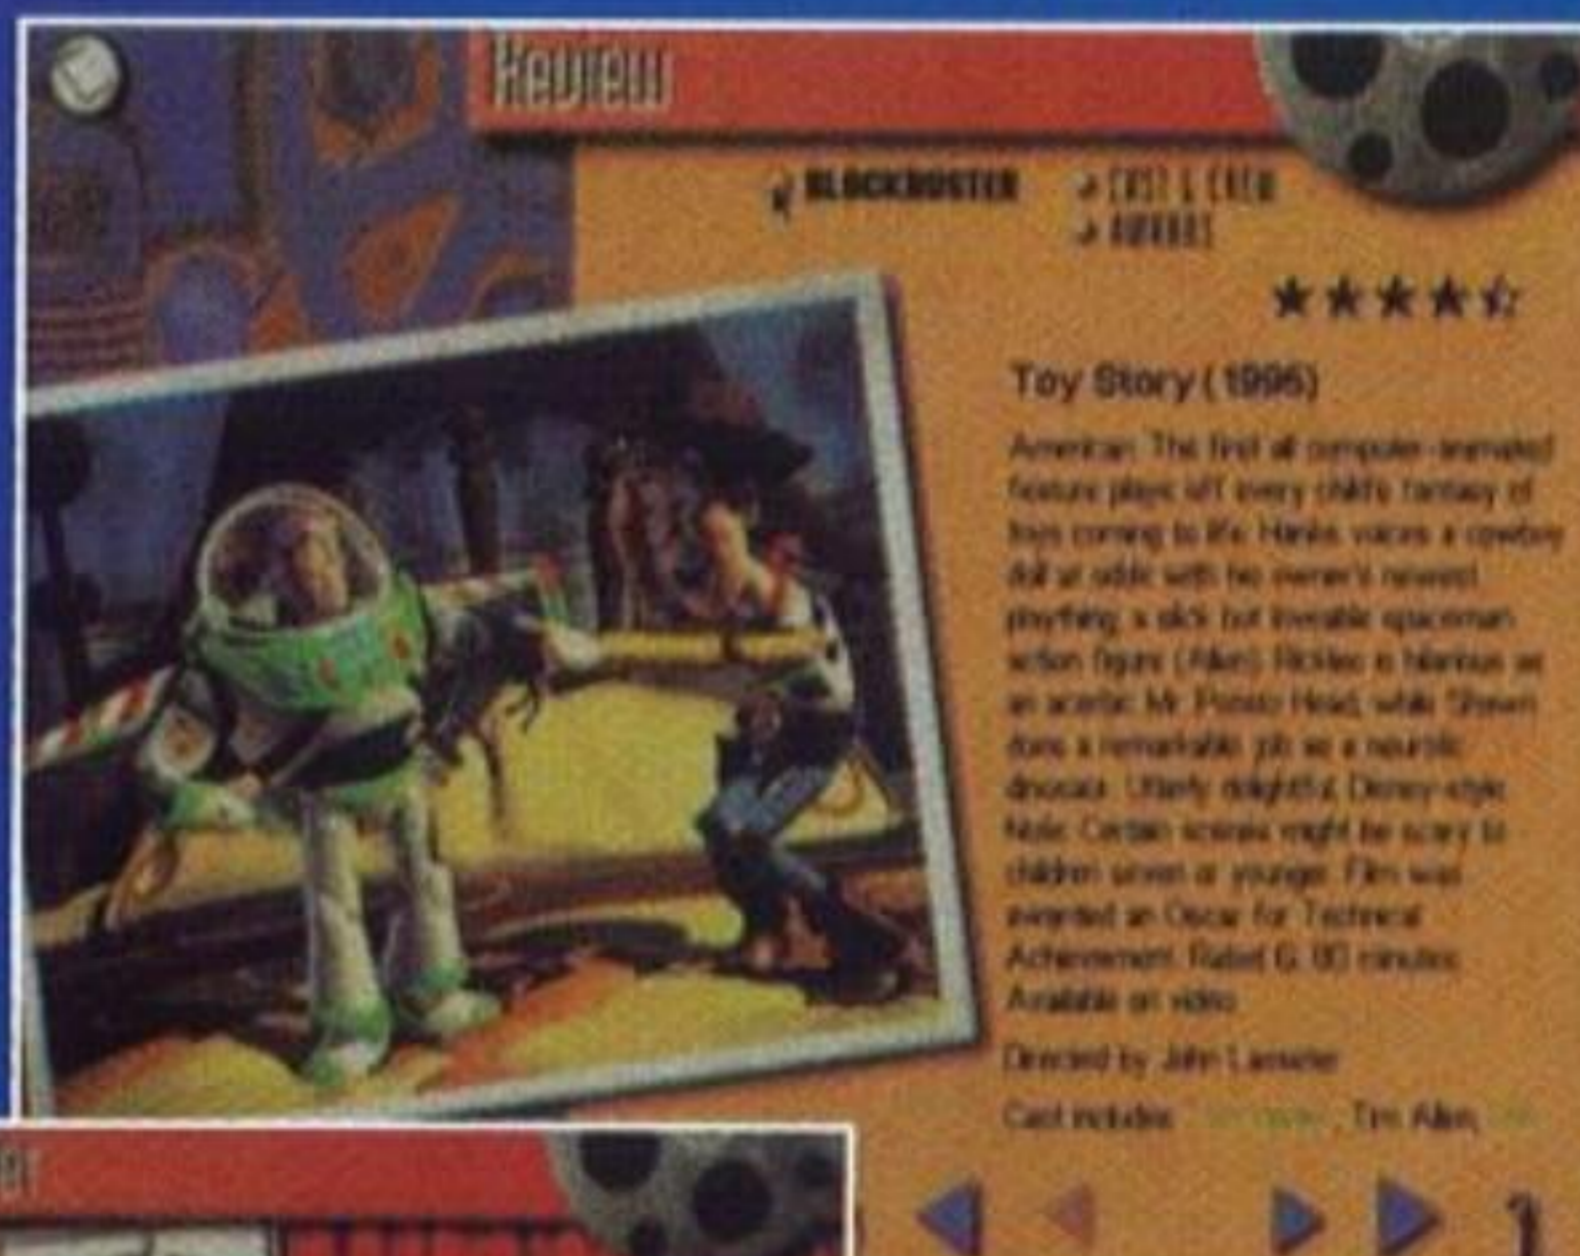 Review
BLOCKBUSTER
CAST & CREW
AWARDS
Toy Story (1995)
American. The first all computer-animated
feature plays off every child's fantasy of
toys coming to life. Hanks voices a cowboy
doll at odds with his owner's newest
plaything, a slick but loveable spaceman
action figure (Allen). Rickles is hilarious as
an acerbic Mr. Potato Head, while Shawn
does a remarkable job as a neurotic
dinosaur. Utterly delightful, Disney-style.
Note: Certain scenes might be scary to
children seven or younger. Film was
awarded an Oscar for Technical
Achievement. Rated G. 80 minutes.
Available on video.
Directed by John Lasseter
Cast includes: Tim Allen,